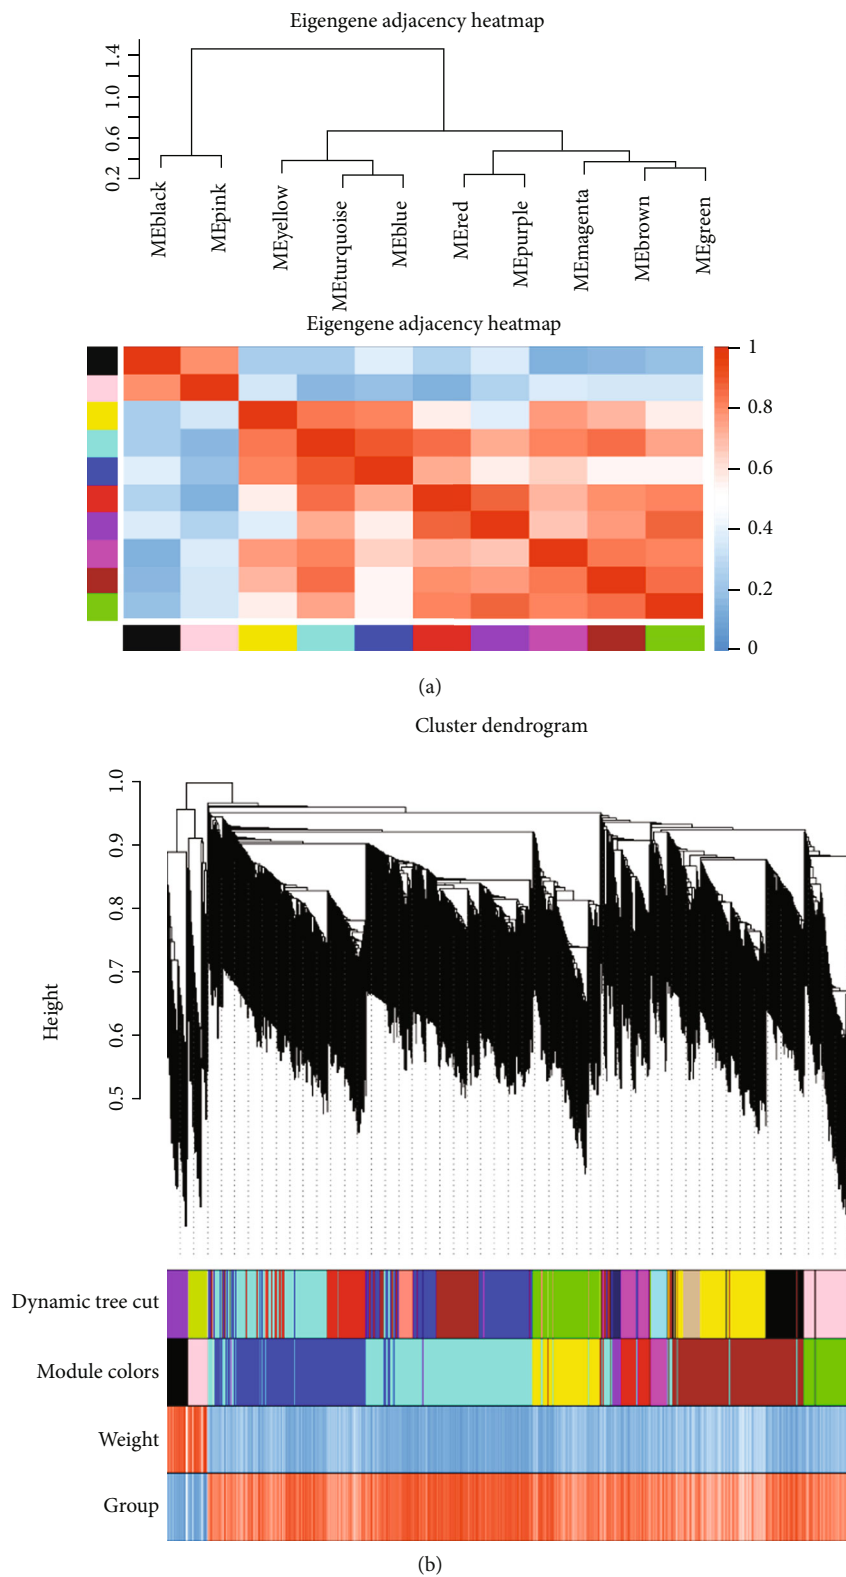 Eigengene adjacency heatmap
1.4
1.0
0.6
0.2
MEblack
MEpink
MEyellow
MEturquoise
MEblue
MEred
MEpurple
MEmagenta
MEbrown
MEgreen
Eigengene adjacency heatmap
1
0.8
0.6
0.4
0.2
0
(a)
Cluster dendrogram
Height
1.0
0.9
0.8
0.7
0.6
0.5
Dynamic tree cut
Module colors
Weight
Group
(b)